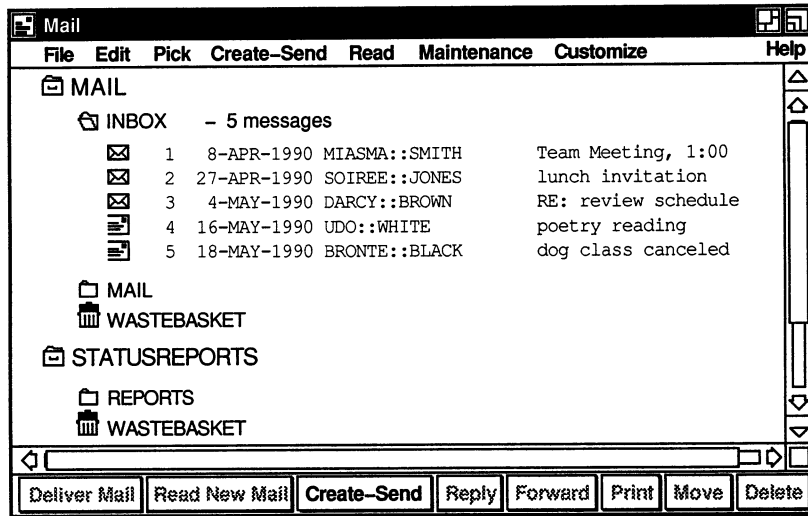 Mail
File Edit Pick Create–Send Read Maintenance Customize Help
MAIL
INBOX – 5 messages
1 8–APR–1990 MIASMA::SMITH Team Meeting, 1:00
2 27–APR–1990 SOIREE::JONES lunch invitation
3 4–MAY–1990 DARCY::BROWN RE: review schedule
4 16–MAY–1990 UDO::WHITE poetry reading
5 18–MAY–1990 BRONTE::BLACK dog class canceled
MAIL
WASTEBASKET
STATUSREPORTS
REPORTS
WASTEBASKET
Deliver Mail Read New Mail Create–Send Reply Forward Print Move Delete